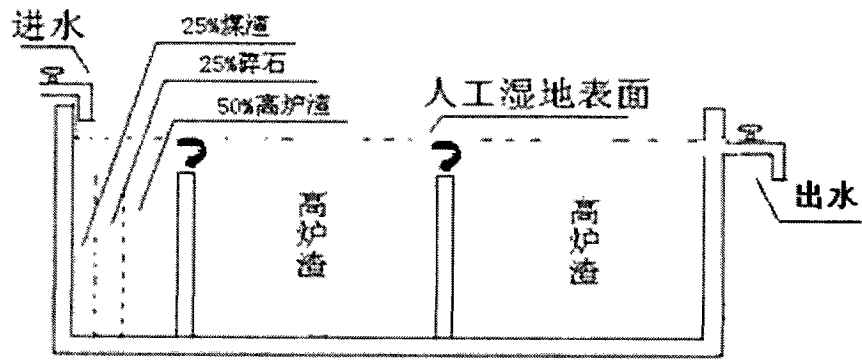 进水
25%煤渣
25%碎石
50%高炉渣
人工湿地表面
高炉渣
高炉渣
出水